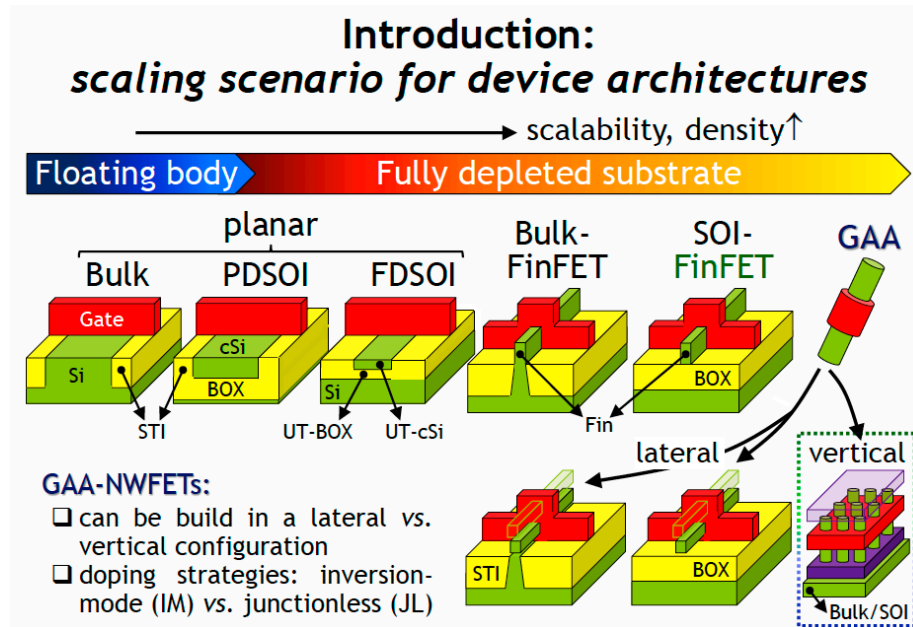 Introduction:
scaling scenario for device architectures
scalability, density↑
Floating body
Fully depleted substrate
planar
Bulk
PDSOI
FDSOI
Bulk-
FinFET
SOI-
FinFET
GAA
Gate
Si
cSi
BOX
Si
BOX
STI
UT-BOX
UT-cSi
Fin
lateral
vertical
GAA-NWFETs:
❑ can be build in a lateral vs.
vertical configuration
❑ doping strategies: inversion-
mode (IM) vs. junctionless (JL)
STI
BOX
Bulk/SOI